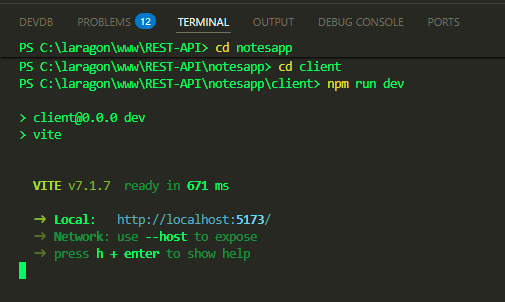 DEVDB PROBLEMS 12 TERMINAL OUTPUT DEBUG CONSOLE PORTS
PS C:\laragon\www\REST-API> cd notesapp
PS C:\laragon\www\REST-API\notesapp> cd client
PS C:\laragon\www\REST-API\notesapp\client> npm run dev
> client@0.0.0 dev
> vite
VITE v7.1.7 ready in 671 ms
➜ Local: http://localhost:5173/
➜ Network: use --host to expose
➜ press h + enter to show help